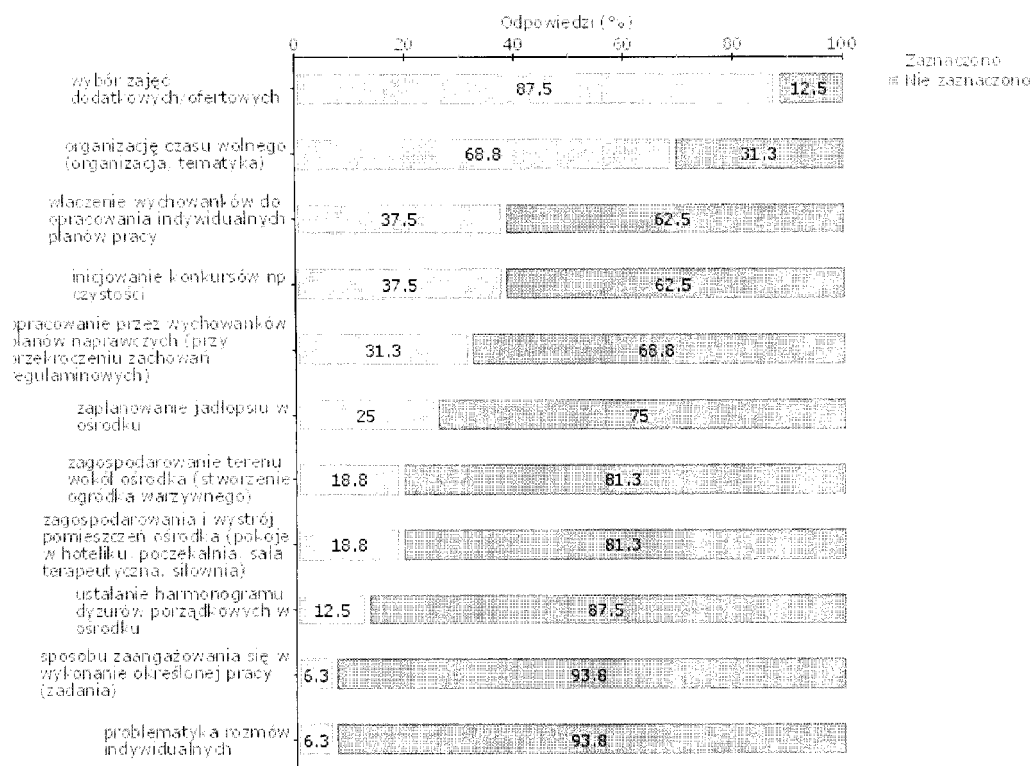 Odpowiedzi (%)
0 20 40 60 80 100
Zaznaczono
Nie zaznaczono
wybór zajęć
dodatkowych/ofertowych
87.5 12.5
organizację czasu wolnego
(organizacja, tematyka)
68.8 31.3
włączenie wychowanków do
opracowania indywidualnych
planów pracy
37.5 62.5
inicjowanie konkursów np
czystości
37.5 62.5
opracowanie przez wychowanków
planów naprawczych (przy
przekroczeniu zachowań
regulaminowych)
31.3 68.8
zaplanowanie jadłopsiu w
ośrodku
25 75
zagospodarowanie terenu
wokół ośrodka (stworzenie
ogródka warzywnego)
18.8 81.3
zagospodarowania i wystrój
pomieszczeń ośrodka (pokoje
w hoteliku, poczekalnia, sala
terapeutyczna, siłownia)
18.8 81.3
ustalanie harmonogramu
dyżurów porządkowych w
ośrodku
12.5 87.5
sposobu zaangażowania się w
wykonanie określonej pracy
(zadania)
6.3 93.8
problematyka rozmów
indywidualnych
6.3 93.8